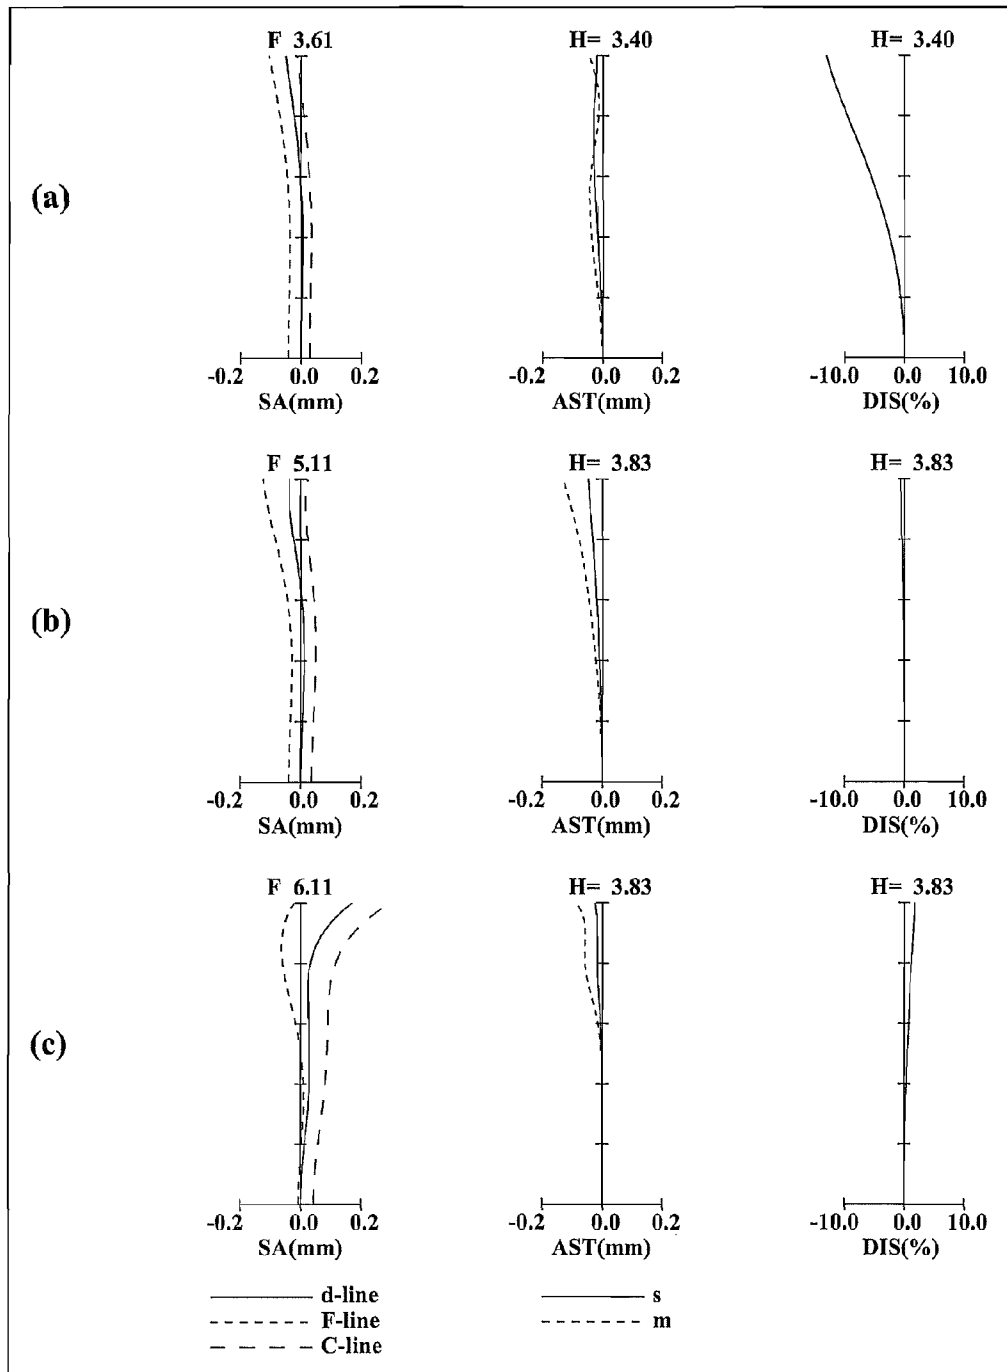 F 3.61 H= 3.40 H= 3.40
(a)
-0.2 0.0 0.2 -0.2 0.0 0.2 -10.0 0.0 10.0
SA(mm) AST(mm) DIS(%)
F 5.11 H= 3.83 H= 3.83
(b)
-0.2 0.0 0.2 -0.2 0.0 0.2 -10.0 0.0 10.0
SA(mm) AST(mm) DIS(%)
F 6.11 H= 3.83 H= 3.83
(c)
-0.2 0.0 0.2 -0.2 0.0 0.2 -10.0 0.0 10.0
SA(mm) AST(mm) DIS(%)
d-line s
F-line m
C-line